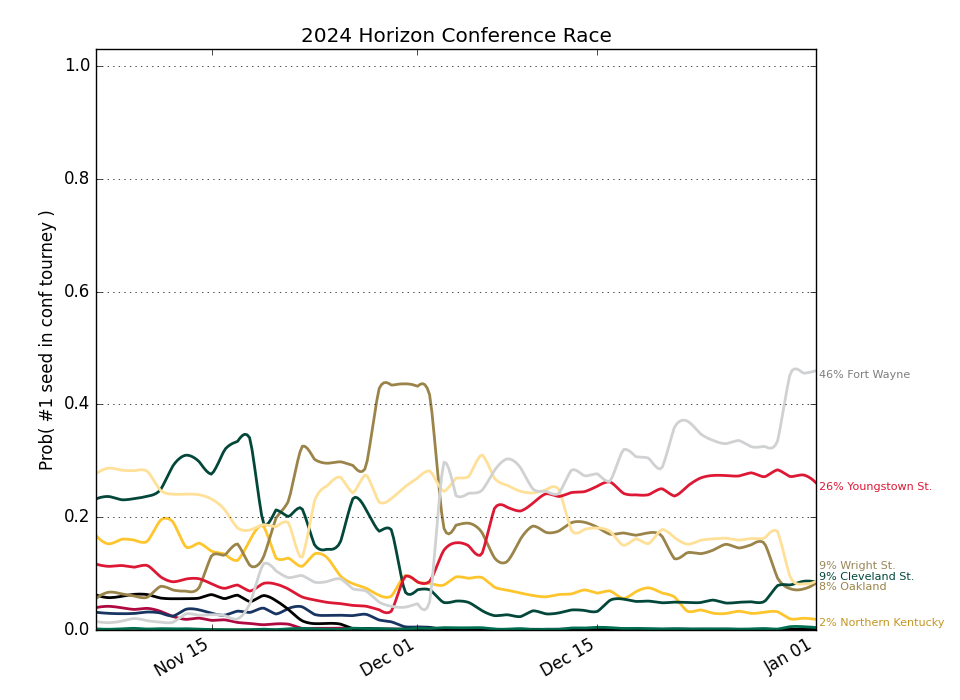 2024 Horizon Conference Race
Prob( #1 seed in conf tourney )
1.0
0.8
0.6
0.4
0.2
0.0
Nov 15
Dec 01
Dec 15
Jan 01
46% Fort Wayne
26% Youngstown St.
9% Wright St.
9% Cleveland St.
8% Oakland
2% Northern Kentucky